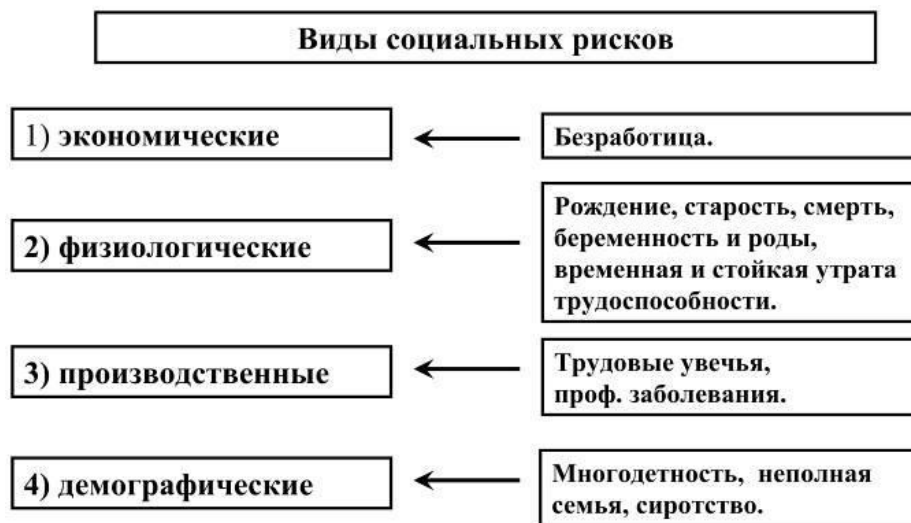 Виды социальных рисков
1) экономические
Безработица.
2) физиологические
Рождение, старость, смерть,
беременность и роды,
временная и стойкая утрата
трудоспособности.
3) производственные
Трудовые увечья,
проф. заболевания.
4) демографические
Многодетность, неполная
семья, сиротство.